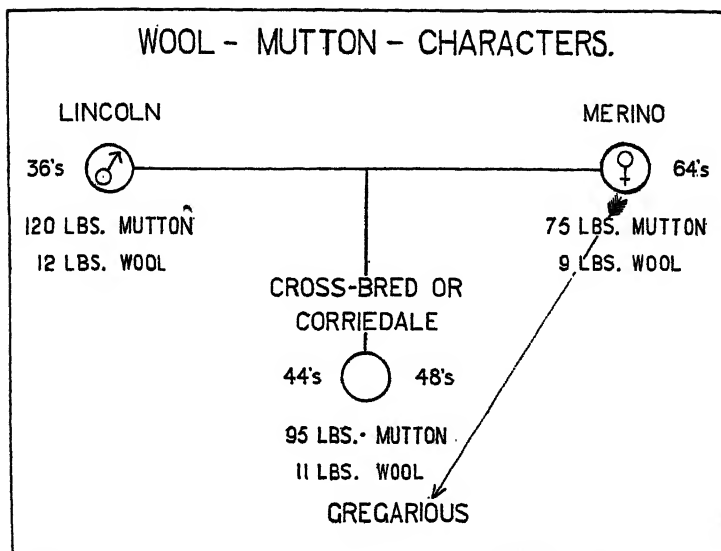 WOOL - MUTTON - CHARACTERS.
LINCOLN
MERINO
36's
64's
120 LBS. MUTTON
12 LBS. WOOL
75 LBS. MUTTON
9 LBS. WOOL
CROSS-BRED OR
CORRIEDALE
44's
48's
95 LBS. MUTTON
11 LBS. WOOL
GREGARIOUS